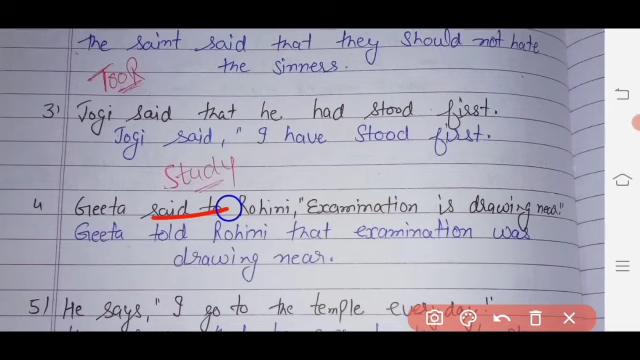 the saint said that they should not hate
the sinners.
TOOR
3) Jogi said that he had stood first.
Jogi said, "I have stood first.
Study
4 Geeta said to Rohini, "Examination is drawing near."
Geeta told Rohini that examination was
drawing near.
5) He says, "I go to the temple every day."